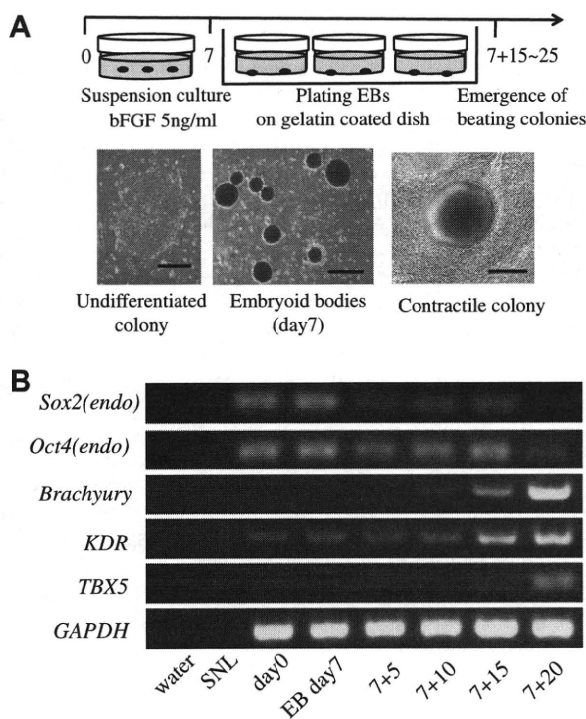 A
0
7
7+15~25
Suspension culture
bFGF 5ng/ml
Plating EBs
on gelatin coated dish
Emergence of
beating colonies
Undifferentiated
colony
Embryoid bodies
(day7)
Contractile colony
B
Sox2(endo)
Oct4(endo)
Brachyury
KDR
TBX5
GAPDH
water
SNL
day0
EB day7
7+5
7+10
7+15
7+20